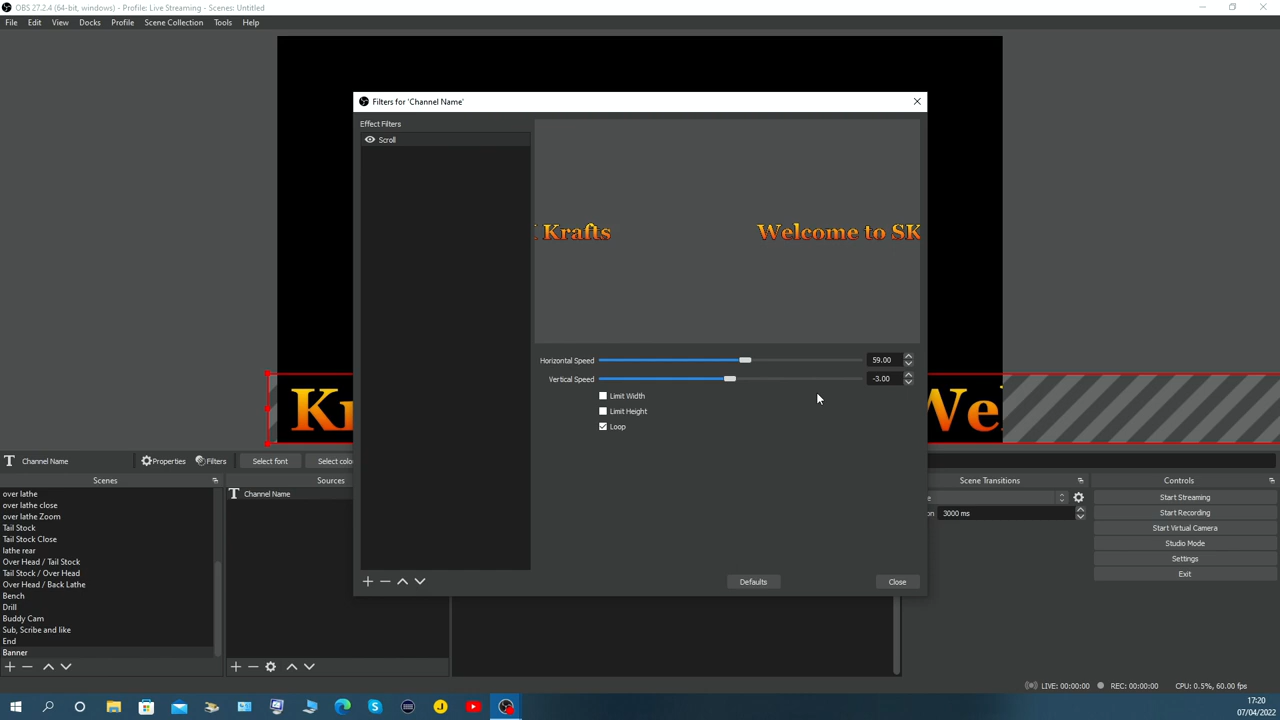 OBS 27.2.4 (64-bit, windows) - Profile: Live Streaming - Scenes: Untitled
File Edit View Docks Profile Scene Collection Tools Help
Filters for 'Channel Name'
Effect Filters
Scroll
Krafts Welcome to SK
Horizontal Speed 59.00
Vertical Speed -3.00
Limit Width
Limit Height
Loop
Kr Wel
Channel Name Properties Filters Select font Select colo
Scenes Sources Scene Transitions Controls
over lathe
over lathe close
over lathe Zoom
Tail Stock
Tail Stock Close
lathe rear
Over Head / Tail Stock
Tail Stock / Over Head
Over Head / Back Lathe
Bench
Drill
Buddy Cam
Sub, Scribe and like
End
Banner
Channel Name
Defaults Close
e
on 3000 ms
Start Streaming
Start Recording
Start Virtual Camera
Studio Mode
Settings
Exit
LIVE: 00:00:00 REC: 00:00:00 CPU: 0.5%, 60.00 fps
17:20
07/04/2022